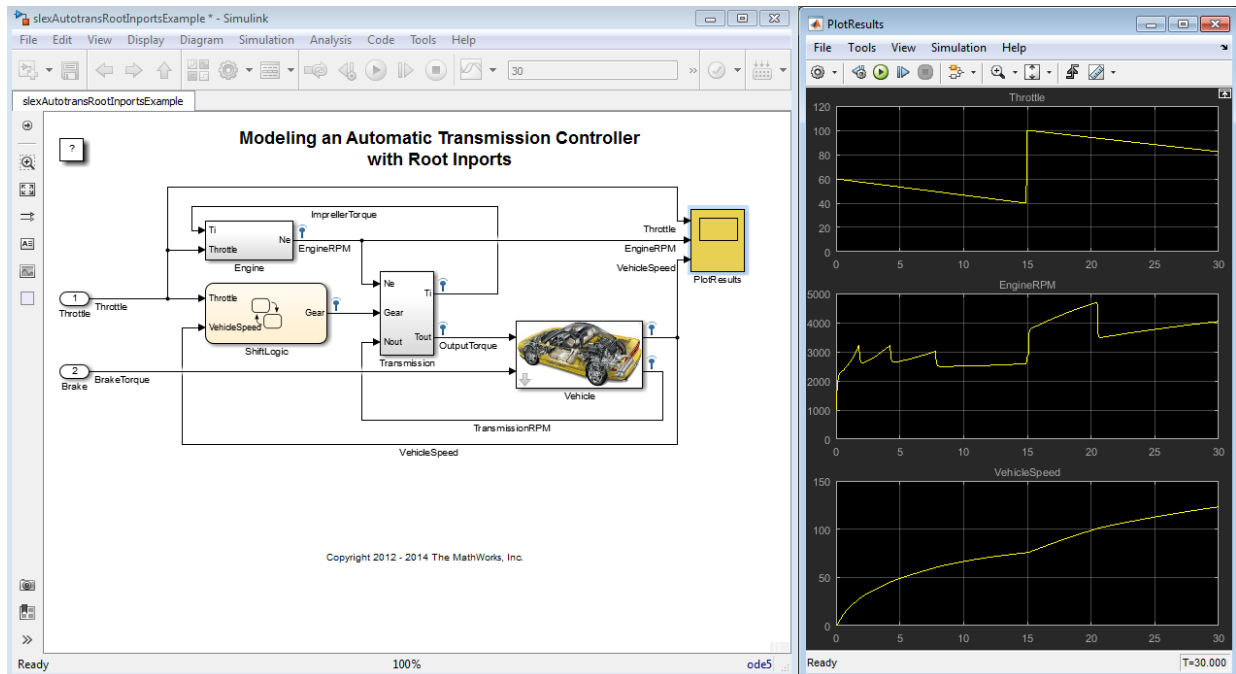 slexAutotransRootInportsExample * - Simulink
File Edit View Display Diagram Simulation Analysis Code Tools Help
30
»
slexAutotransRootInportsExample
?
Modeling an Automatic Transmission Controller
with Root Inports
ImprellerTorque
Ti
Throttle
Ne
EngineRPM
Engine
Throttle
EngineRPM
VehicleSpeed
PlotResults
1
Throttle
Throttle
Throttle
VehicleSpeed
Gear
ShiftLogic
Ne
Gear
Nout
Ti
Tout
Transmission
OutputTorque
2
Brake
BrakeTorque
Vehicle
TransmissionRPM
VehicleSpeed
Copyright 2012 - 2014 The MathWorks, Inc.
A
»
Ready 100% ode5
PlotResults
File Tools View Simulation Help
Throttle
120
100
80
60
40
20
0
0 5 10 15 20 25 30
EngineRPM
5000
4000
3000
2000
1000
0
0 5 10 15 20 25 30
VehicleSpeed
150
100
50
0
0 5 10 15 20 25 30
Ready T=30.000